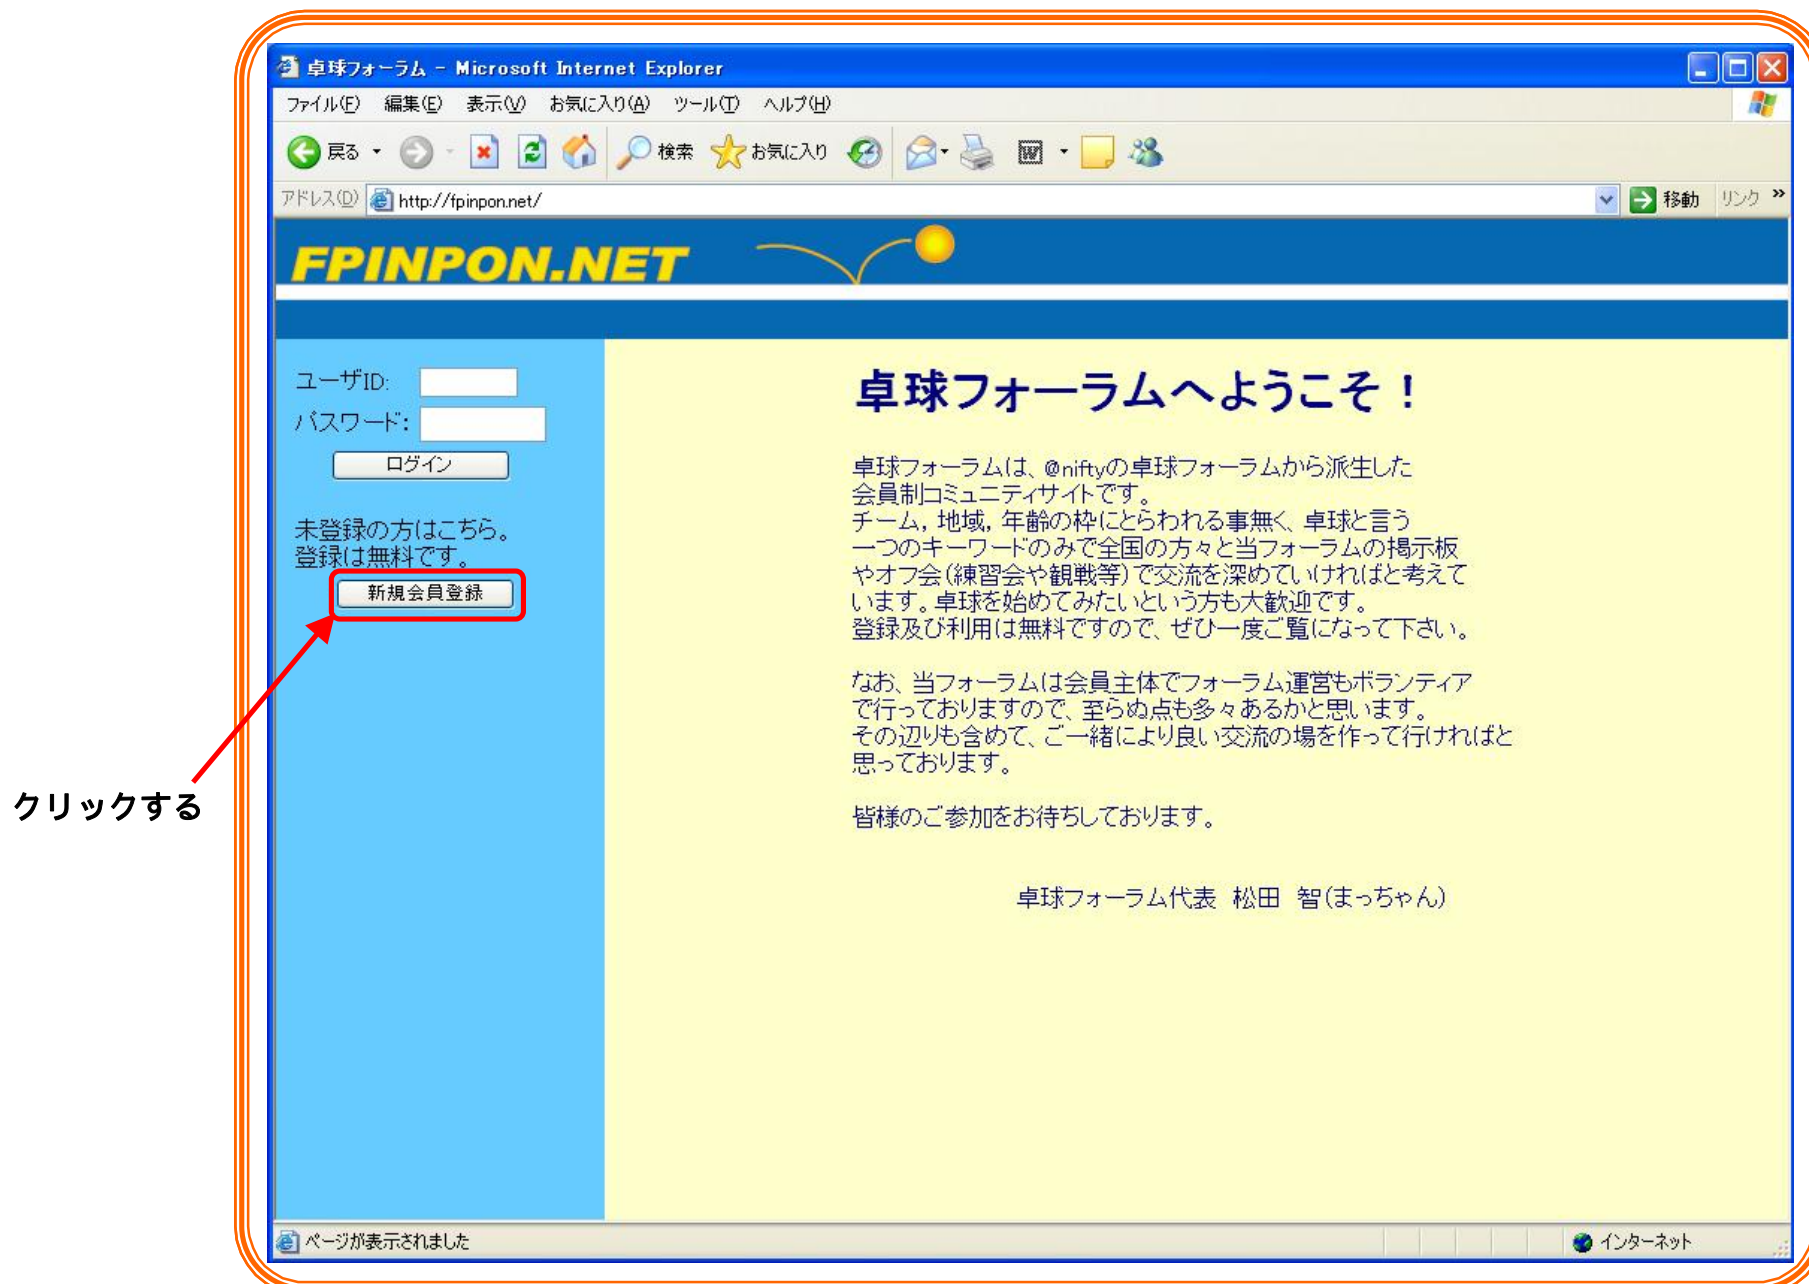 卓球フォーラム - Microsoft Internet Explorer
ファイル(F) 編集(E) 表示(V) お気に入り(A) ツール(T) ヘルプ(H)
戻る 検索 お気に入り
アドレス(D) http://fpinpon.net/ 移動 リンク »
FPINPON.NET
ユーザID:
パスワード:
ログイン
未登録の方はこちら。
登録は無料です。
新規会員登録
クリックする
卓球フォーラムへようこそ！
卓球フォーラムは、@niftyの卓球フォーラムから派生した
会員制コミュニティサイトです。
チーム，地域，年齢の枠にとらわれる事無く、卓球と言う
一つのキーワードのみで全国の方々と当フォーラムの掲示板
やオフ会(練習会や観戦等)で交流を深めていければと考えて
います。卓球を始めてみたいという方も大歓迎です。
登録及び利用は無料ですので、ぜひ一度ご覧になって下さい。
なお、当フォーラムは会員主体でフォーラム運営もボランティア
で行っておりますので、至らぬ点も多々あるかと思います。
その辺りも含めて、ご一緒により良い交流の場を作って行ければと
思っております。
皆様のご参加をお待ちしております。
卓球フォーラム代表 松田 智(まっちゃん)
ページが表示されました インターネット